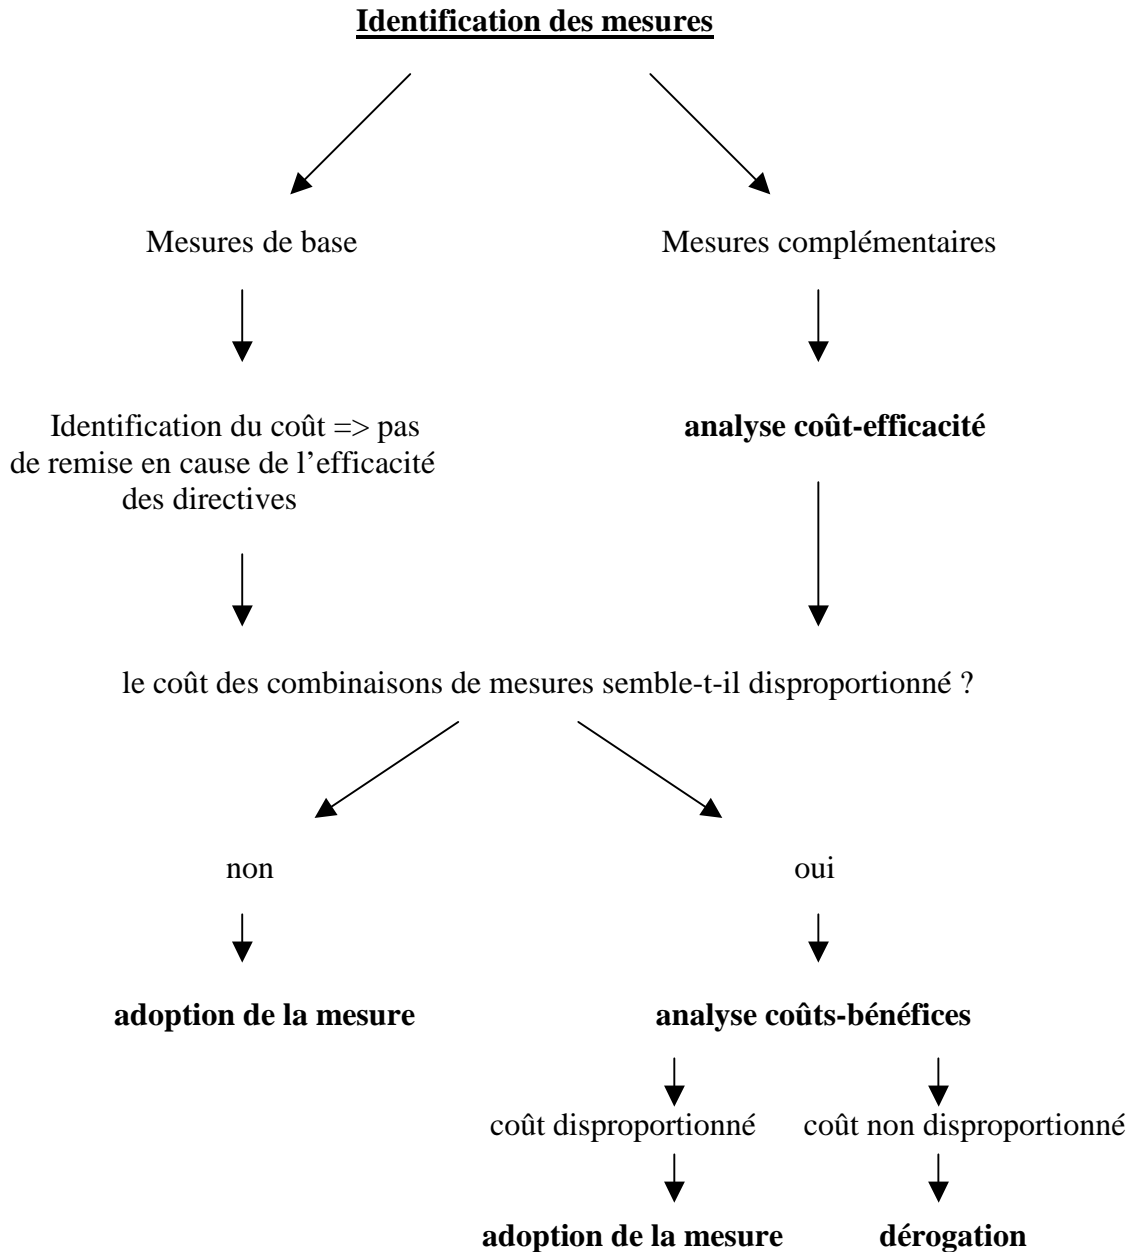 Identification des mesures
Mesures de base
Mesures complémentaires
Identification du coût => pas
de remise en cause de l’efficacité
des directives
analyse coût-efficacité
le coût des combinaisons de mesures semble-t-il disproportionné ?
non
oui
adoption de la mesure
analyse coûts-bénéfices
coût disproportionné
coût non disproportionné
adoption de la mesure
dérogation